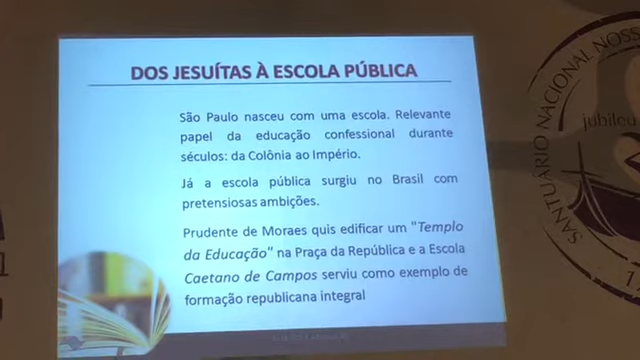 DOS JESUÍTAS À ESCOLA PÚBLICA
São Paulo nasceu com uma escola. Relevante
papel da educação confessional durante
séculos: da Colônia ao Império.
Já a escola pública surgiu no Brasil com
pretensiosas ambições.
Prudente de Moraes quis edificar um "Templo
da Educação" na Praça da República e a Escola
Caetano de Campos serviu como exemplo de
formação republicana integral
SANTUÁRIO NACIONAL NOSS
jubileu